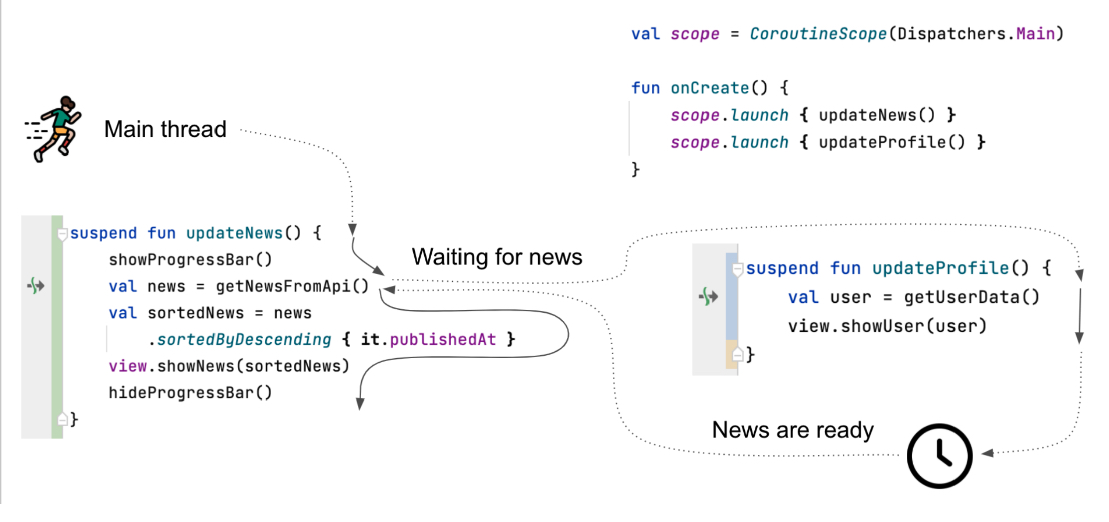 val scope = CoroutineScope(Dispatchers.Main)
fun onCreate() {
    scope.launch { updateNews() }
    scope.launch { updateProfile() }
}
Main thread
suspend fun updateNews() {
    showProgressBar()
    val news = getNewsFromApi()
    val sortedNews = news
        .sortedByDescending { it.publishedAt }
    view.showNews(sortedNews)
    hideProgressBar()
}
Waiting for news
suspend fun updateProfile() {
    val user = getUserData()
    view.showUser(user)
}
News are ready